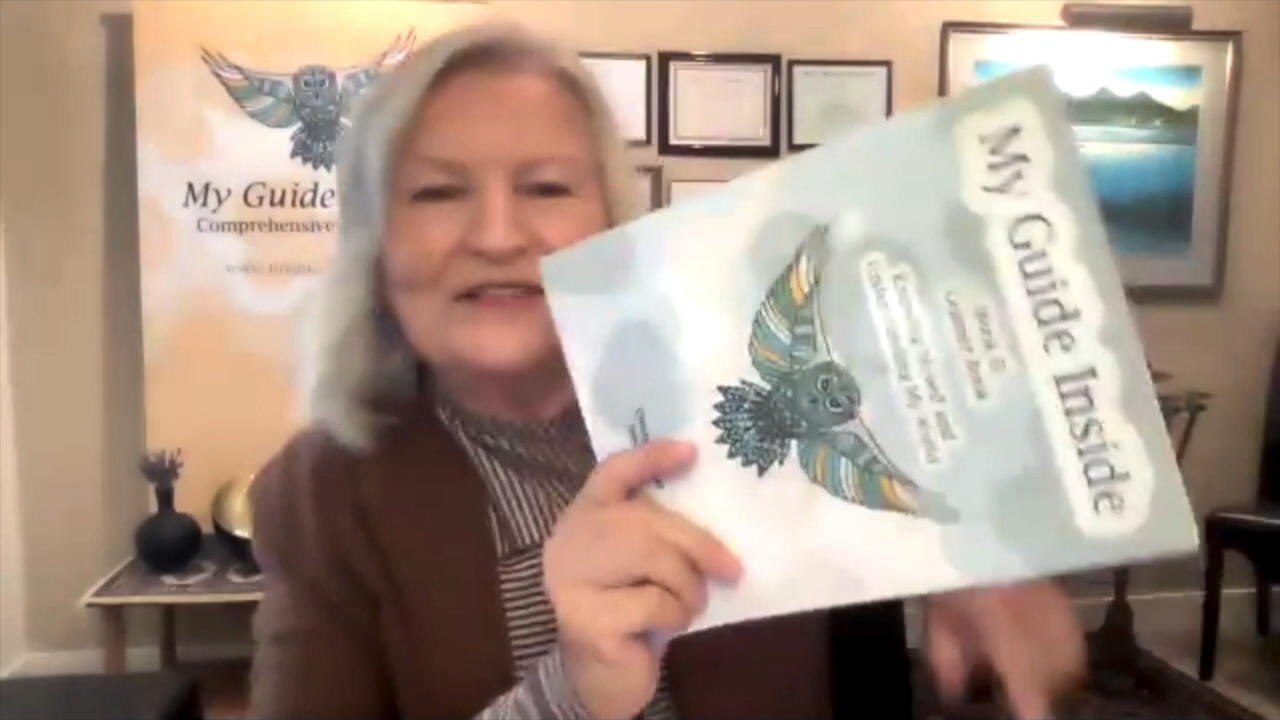 My Guide
Comprehensive
My Guide Inside
Book II
Learner Book
Knowing Myself and
Understanding My World